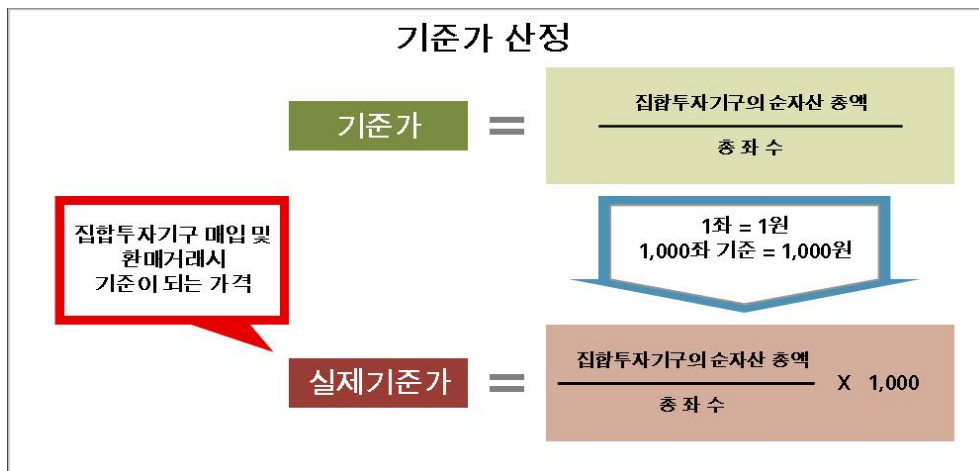 기준가 산정
기준가 = 집합투자기구의 순자산 총액
총 좌 수
집합투자기구 매입 및
환매거래시
기준이 되는 가격
1좌 = 1원
1,000좌 기준 = 1,000원
실제기준가 = 집합투자기구의 순자산 총액
총 좌 수
X 1,000